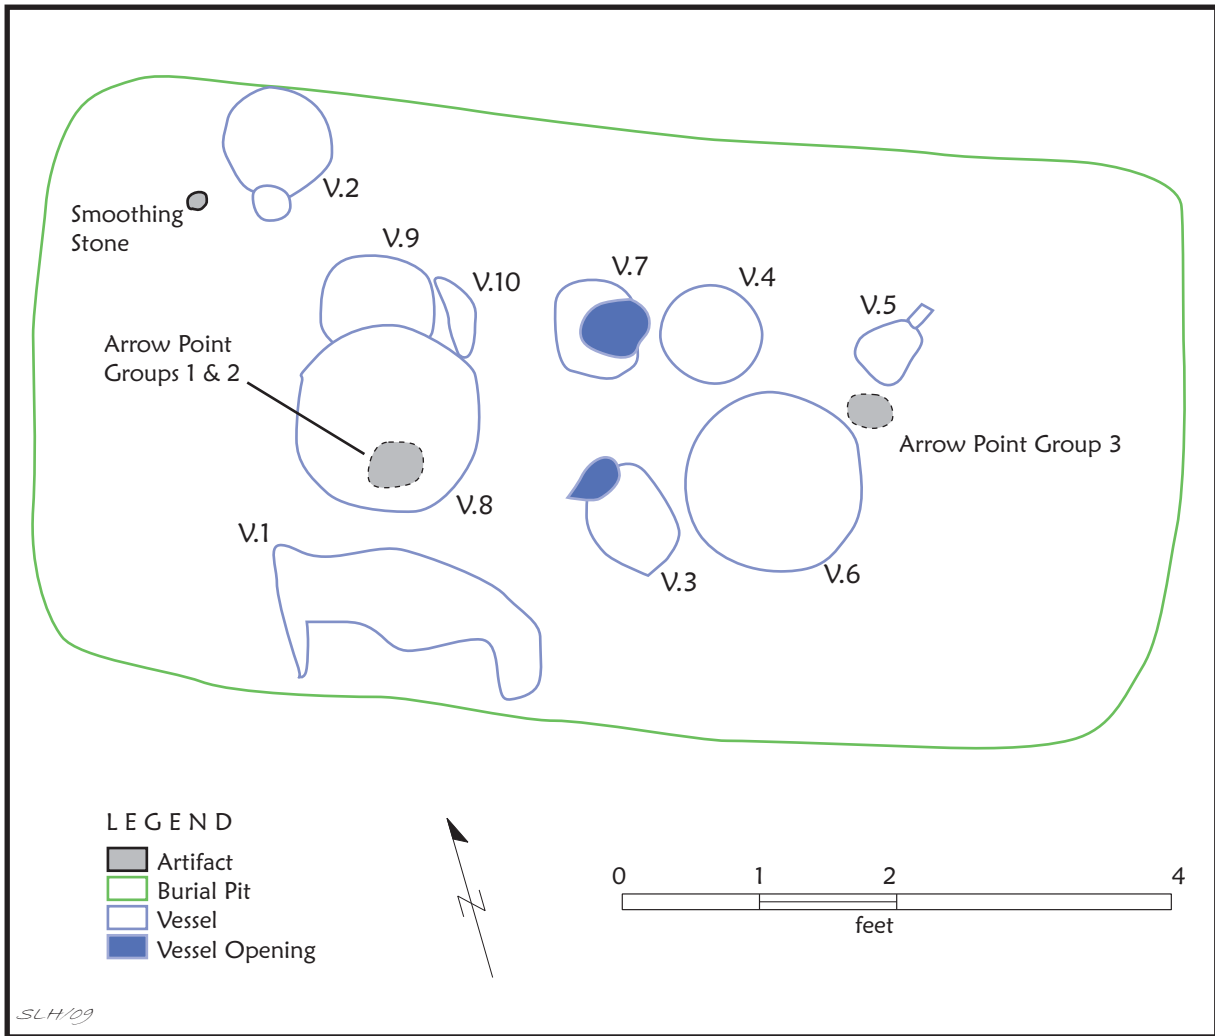 V.2
Smoothing
Stone
V.9
V.10
V.7
V.4
V.5
Arrow Point
Groups 1 & 2
Arrow Point Group 3
V.8
V.1
V.3
V.6
LEGEND
Artifact
Burial Pit
Vessel
Vessel Opening
0 1 2 4
feet
SLH/09